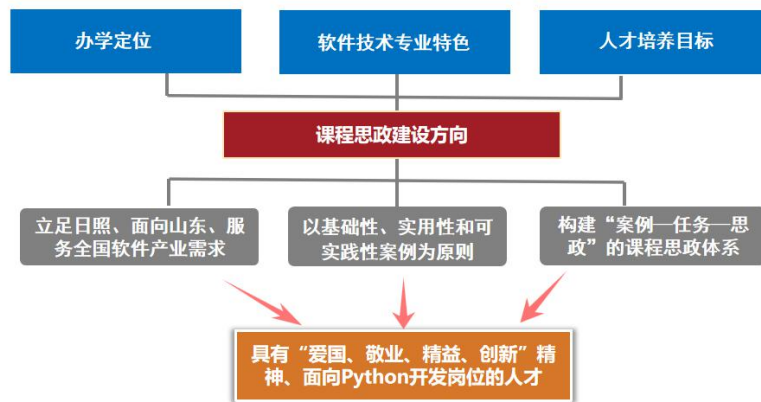 办学定位
软件技术专业特色
人才培养目标
课程思政建设方向
立足日照、面向山东、服
务全国软件产业需求
以基础性、实用性和可
实践性案例为原则
构建“案例—任务—思
政”的课程思政体系
具有“爱国、敬业、精益、创新”精
神、面向Python开发岗位的人才